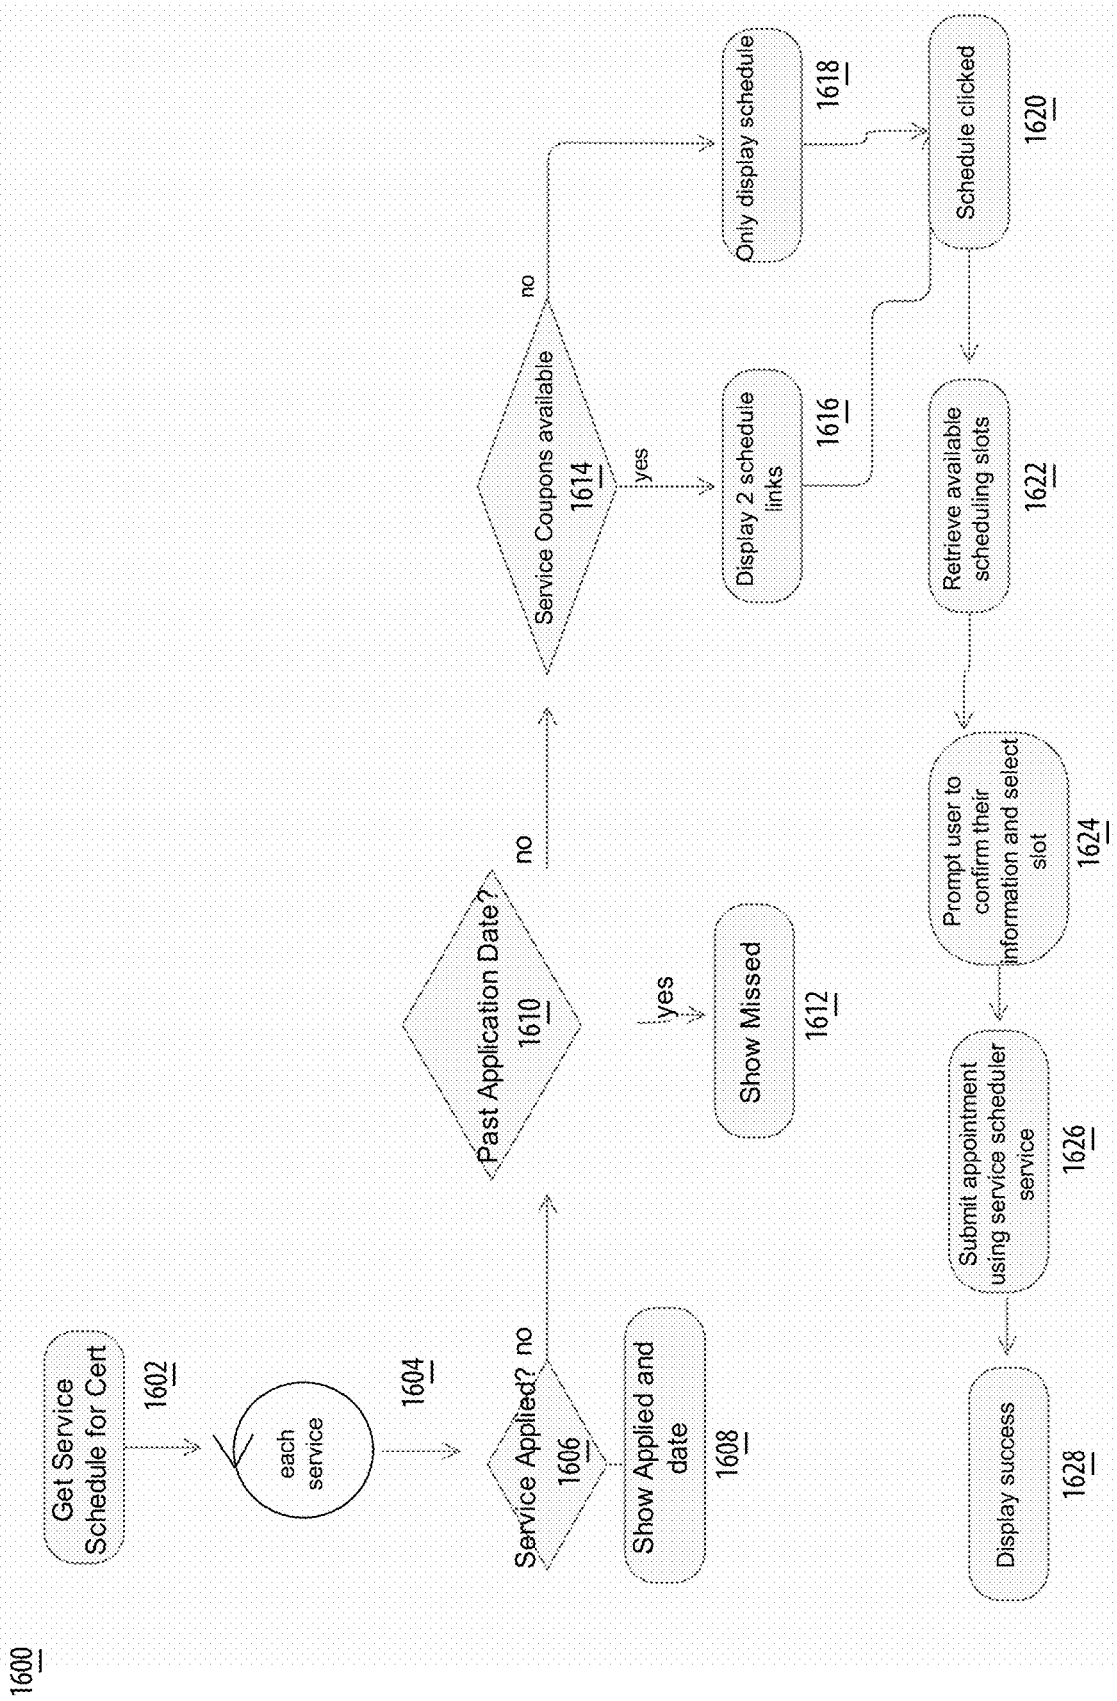 1600
Get Service
Schedule for Cert
1602
each
service
1604
Service Applied?
1606
no
Show Applied and
date
1608
Past Application Date?
1610
no
yes
Show Missed
1612
Service Coupons available
1614
no
yes
Display 2 schedule
links
1616
Only display schedule
1618
Schedule clicked
1620
Retrieve available
scheduling slots
1622
Prompt user to
confirm their
information and select
slot
1624
Submit appointment
using service scheduler
service
1626
Display success
1628